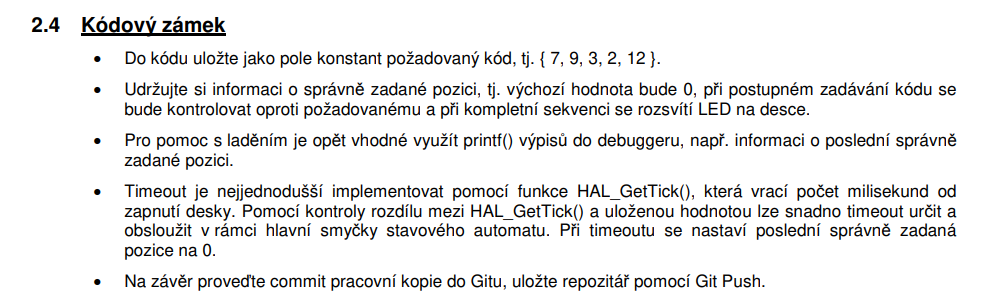 2.4 Kódový zámek
• Do kódu uložte jako pole konstant požadovaný kód, tj. { 7, 9, 3, 2, 12 }.
• Udržujte si informaci o správně zadané pozici, tj. výchozí hodnota bude 0, při postupném zadávání kódu se
bude kontrolovat oproti požadovanému a při kompletní sekvenci se rozsvítí LED na desce.
• Pro pomoc s laděním je opět vhodné využít printf() výpisů do debuggeru, např. informaci o poslední správně
zadané pozici.
• Timeout je nejjednodušší implementovat pomocí funkce HAL_GetTick(), která vrací počet milisekund od
zapnutí desky. Pomocí kontroly rozdílu mezi HAL_GetTick() a uloženou hodnotou lze snadno timeout určit a
obsloužit v rámci hlavní smyčky stavového automatu. Při timeoutu se nastaví poslední správně zadaná
pozice na 0.
• Na závěr proveďte commit pracovní kopie do Gitu, uložte repozitář pomocí Git Push.